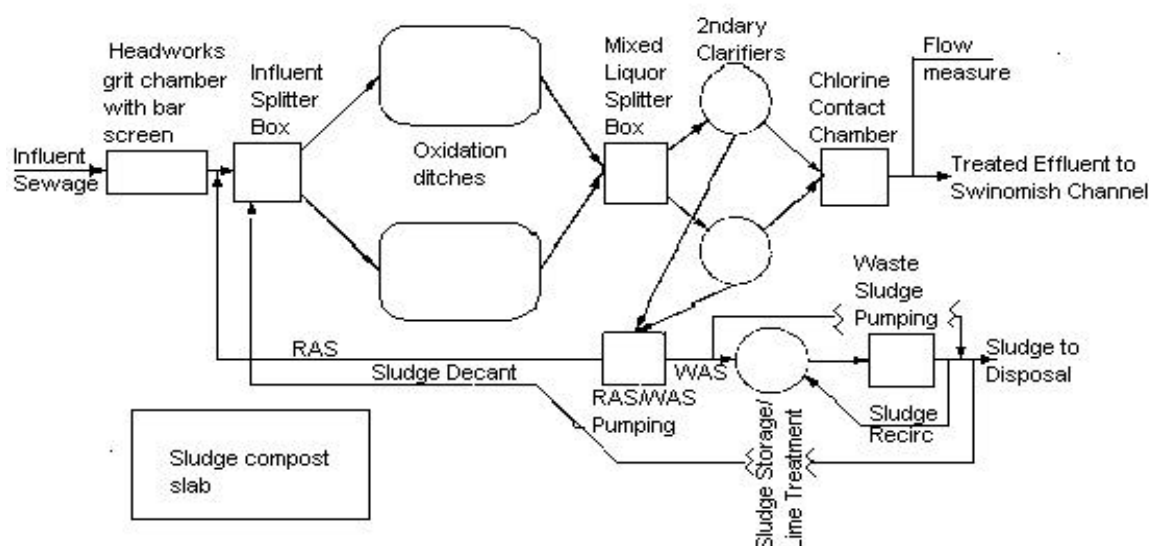 Headworks
grit chamber
with bar
screen
Influent
Sewage
Influent
Splitter
Box
Oxidation
ditches
Mixed
Liquor
Splitter
Box
2ndary
Clarifiers
Chlorine
Contact
Chamber
Flow
measure
Treated Effluent to
Swinomish Channel
Waste
Sludge
Pumping
RAS
Sludge Decant
RAS/WAS
Pumping
WAS
Sludge to
Disposal
Sludge
Recirc
Sludge Storage/
Lime Treatment
Sludge compost
slab